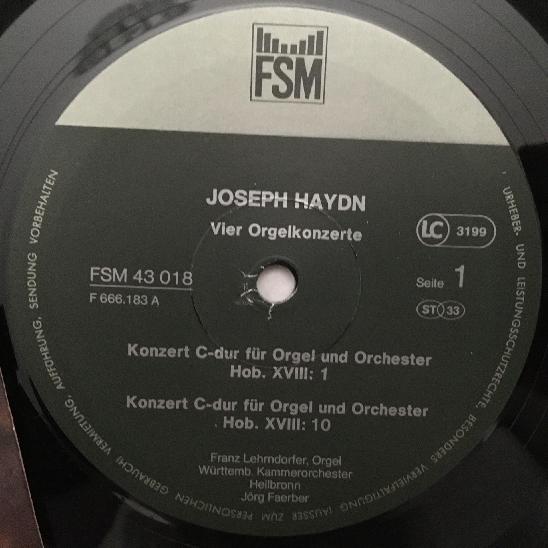 FSM
JOSEPH HAYDN
Vier Orgelkonzerte
LC 3199
FSM 43 018
F 666.183 A
Seite 1
ST 33
Konzert C-dur für Orgel und Orchester
Hob. XVIII: 1
Konzert C-dur für Orgel und Orchester
Hob. XVIII: 10
Franz Lehrndorfer, Orgel
Württemb. Kammerorchester
Heilbronn
Jörg Faerber
URHEBER- UND LEISTUNGSSCHUTZRECHTE, BESONDERS VERVIELFÄLTIGUNG (AUSSER ZUM PERSÖNLICHEN GEBRAUCH) VERMIETUNG, AUFFÜHRUNG, SENDUNG VORBEHALTEN